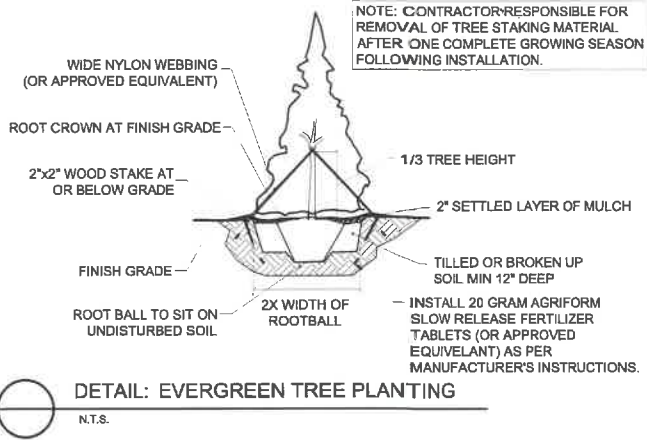 NOTE: CONTRACTOR RESPONSIBLE FOR
REMOVAL OF TREE STAKING MATERIAL
AFTER ONE COMPLETE GROWING SEASON
FOLLOWING INSTALLATION.
WIDE NYLON WEBBING
(OR APPROVED EQUIVALENT)
ROOT CROWN AT FINISH GRADE
2"x2" WOOD STAKE AT
OR BELOW GRADE
FINISH GRADE
ROOT BALL TO SIT ON
UNDISTURBED SOIL
2X WIDTH OF
ROOTBALL
1/3 TREE HEIGHT
2" SETTLED LAYER OF MULCH
TILLED OR BROKEN UP
SOIL MIN 12" DEEP
INSTALL 20 GRAM AGRIFORM
SLOW RELEASE FERTILIZER
TABLETS (OR APPROVED
EQUIVELANT) AS PER
MANUFACTURER'S INSTRUCTIONS.
DETAIL: EVERGREEN TREE PLANTING
N.T.S.